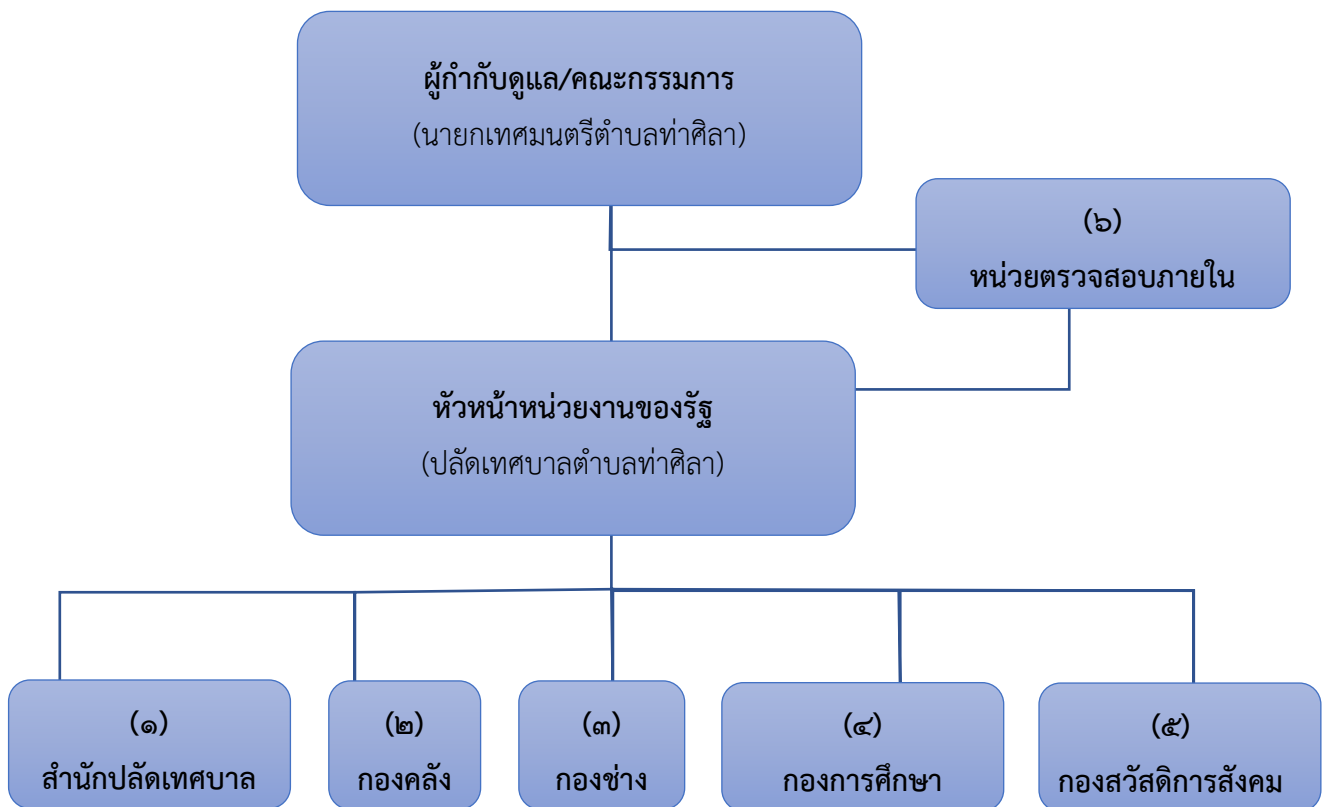 ผู้กำกับดูแล/คณะกรรมการ
(นายกเทศมนตรีตำบลท่าศิลา)
(๖)
หน่วยตรวจสอบภายใน
หัวหน้าหน่วยงานของรัฐ
(ปลัดเทศบาลตำบลท่าศิลา)
(๑)
สำนักปลัดเทศบาล
(๒)
กองคลัง
(๓)
กองช่าง
(๔)
กองการศึกษา
(๕)
กองสวัสดิการสังคม